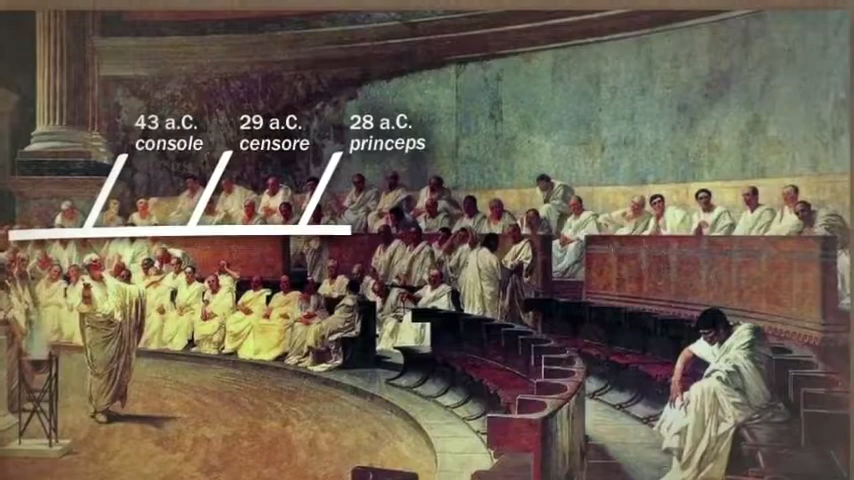 43 a.C.
console
29 a.C.
censore
28 a.C.
princeps